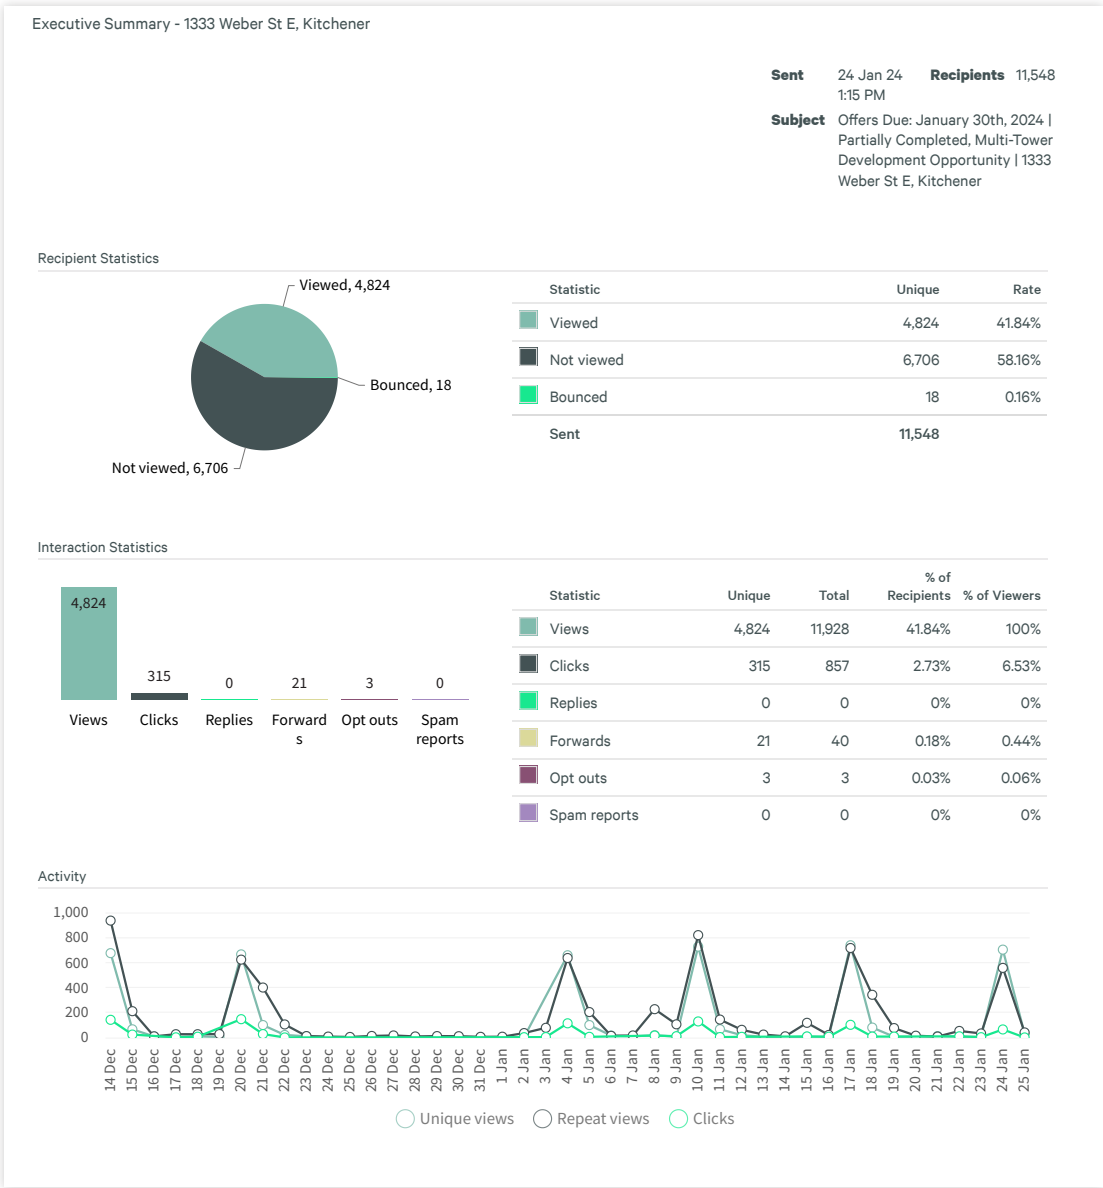 Executive Summary - 1333 Weber St E, Kitchener
Sent 24 Jan 24 Recipients 11,548
1:15 PM
Subject Offers Due: January 30th, 2024 |
Partially Completed, Multi-Tower
Development Opportunity | 1333
Weber St E, Kitchener
Recipient Statistics
Viewed, 4,824
Bounced, 18
Not viewed, 6,706
Statistic Unique Rate
Viewed 4,824 41.84%
Not viewed 6,706 58.16%
Bounced 18 0.16%
Sent 11,548
Interaction Statistics
4,824
315
0
21
3
0
Views
Clicks
Replies
Forward
s
Opt outs
Spam
reports
% of
Statistic Unique Total Recipients % of Viewers
Views 4,824 11,928 41.84% 100%
Clicks 315 857 2.73% 6.53%
Replies 0 0 0% 0%
Forwards 21 40 0.18% 0.44%
Opt outs 3 3 0.03% 0.06%
Spam reports 0 0 0% 0%
Activity
1,000
800
600
400
200
0
14 Dec
15 Dec
16 Dec
17 Dec
18 Dec
19 Dec
20 Dec
21 Dec
22 Dec
23 Dec
24 Dec
25 Dec
26 Dec
27 Dec
28 Dec
29 Dec
30 Dec
31 Dec
1 Jan
2 Jan
3 Jan
4 Jan
5 Jan
6 Jan
7 Jan
8 Jan
9 Jan
10 Jan
11 Jan
12 Jan
13 Jan
14 Jan
15 Jan
16 Jan
17 Jan
18 Jan
19 Jan
20 Jan
21 Jan
22 Jan
23 Jan
24 Jan
25 Jan
Unique views Repeat views Clicks